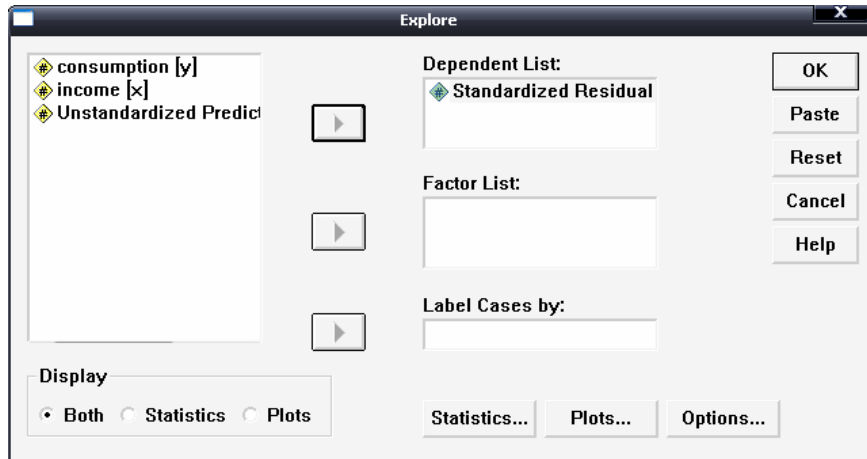 Explore
X
consumption [y]
income [x]
Unstandardized Predict
Dependent List:
Standardized Residual
Factor List:
Label Cases by:
OK
Paste
Reset
Cancel
Help
Display
Both Statistics Plots
Statistics... Plots... Options...